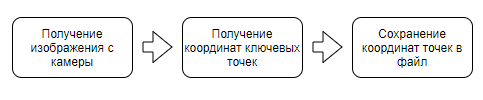 Получение
изображения с
камеры
Получение
координат ключевых
точек
Сохранение
координат точек в
файл